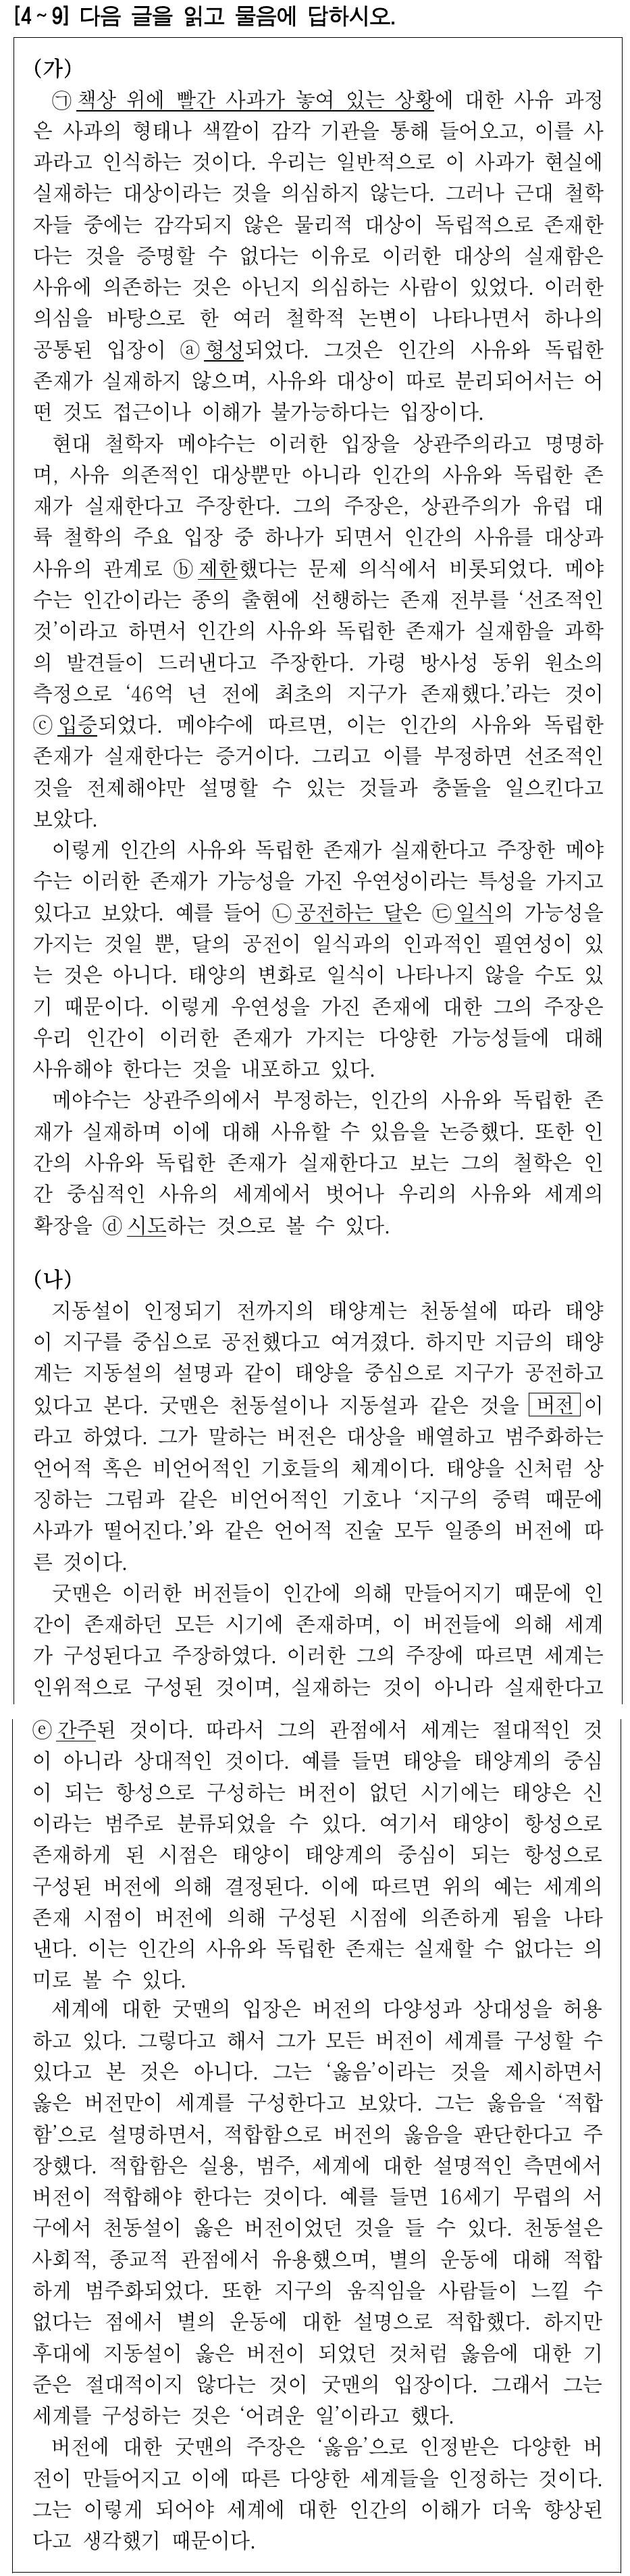 [4~9] 다음 글을 읽고 물음에 답하시오.
(가)
㉠ 책상 위에 빨간 사과가 놓여 있는 상황에 대한 사유 과정
은 사과의 형태나 색깔이 감각 기관을 통해 들어오고, 이를 사
과라고 인식하는 것이다. 우리는 일반적으로 이 사과가 현실에
실재하는 대상이라는 것을 의심하지 않는다. 그러나 근대 철학
자들 중에는 감각되지 않은 물리적 대상이 독립적으로 존재한
다는 것을 증명할 수 없다는 이유로 이러한 대상의 실재함은
사유에 의존하는 것은 아닌지 의심하는 사람이 있었다. 이러한
의심을 바탕으로 한 여러 철학적 논변이 나타나면서 하나의
공통된 입장이 ⓐ 형성되었다. 그것은 인간의 사유와 독립한
존재가 실재하지 않으며, 사유와 대상이 따로 분리되어서는 어
떤 것도 접근이나 이해가 불가능하다는 입장이다.
현대 철학자 메야수는 이러한 입장을 상관주의라고 명명하
며, 사유 의존적인 대상뿐만 아니라 인간의 사유와 독립한 존
재가 실재한다고 주장한다. 그의 주장은, 상관주의가 유럽 대
륙 철학의 주요 입장 중 하나가 되면서 인간의 사유를 대상과
사유의 관계로 ⓑ 제한했다는 문제 의식에서 비롯되었다. 메야
수는 인간이라는 종의 출현에 선행하는 존재 전부를 ‘선조적인
것’이라고 하면서 인간의 사유와 독립한 존재가 실재함을 과학
의 발견들이 드러낸다고 주장한다. 가령 방사성 동위 원소의
측정으로 ‘46억 년 전에 최초의 지구가 존재했다.’라는 것이
ⓒ 입증되었다. 메야수에 따르면, 이는 인간의 사유와 독립한
존재가 실재한다는 증거이다. 그리고 이를 부정하면 선조적인
것을 전제해야만 설명할 수 있는 것들과 충돌을 일으킨다고
보았다.
이렇게 인간의 사유와 독립한 존재가 실재한다고 주장한 메야
수는 이러한 존재가 가능성을 가진 우연성이라는 특성을 가지고
있다고 보았다. 예를 들어 ㉡ 공전하는 달은 ㉢ 일식의 가능성을
가지는 것일 뿐, 달의 공전이 일식과의 인과적인 필연성이 있
는 것은 아니다. 태양의 변화로 일식이 나타나지 않을 수도 있
기 때문이다. 이렇게 우연성을 가진 존재에 대한 그의 주장은
우리 인간이 이러한 존재가 가지는 다양한 가능성들에 대해
사유해야 한다는 것을 내포하고 있다.
메야수는 상관주의에서 부정하는, 인간의 사유와 독립한 존
재가 실재하며 이에 대해 사유할 수 있음을 논증했다. 또한 인
간의 사유와 독립한 존재가 실재한다고 보는 그의 철학은 인
간 중심적인 사유의 세계에서 벗어나 우리의 사유와 세계의
확장을 ⓓ 시도하는 것으로 볼 수 있다.
(나)
지동설이 인정되기 전까지의 태양계는 천동설에 따라 태양
이 지구를 중심으로 공전했다고 여겨졌다. 하지만 지금의 태양
계는 지동설의 설명과 같이 태양을 중심으로 지구가 공전하고
있다고 본다. 굿맨은 천동설이나 지동설과 같은 것을 버전이
라고 하였다. 그가 말하는 버전은 대상을 배열하고 범주화하는
언어적 혹은 비언어적인 기호들의 체계이다. 태양을 신처럼 상
징하는 그림과 같은 비언어적인 기호나 ‘지구의 중력 때문에
사과가 떨어진다.’와 같은 언어적 진술 모두 일종의 버전에 따
른 것이다.
굿맨은 이러한 버전들이 인간에 의해 만들어지기 때문에 인
간이 존재하던 모든 시기에 존재하며, 이 버전들에 의해 세계
가 구성된다고 주장하였다. 이러한 그의 주장에 따르면 세계는
인위적으로 구성된 것이며, 실재하는 것이 아니라 실재한다고
ⓔ 간주된 것이다. 따라서 그의 관점에서 세계는 절대적인 것
이 아니라 상대적인 것이다. 예를 들면 태양을 태양계의 중심
이 되는 항성으로 구성하는 버전이 없던 시기에는 태양은 신
이라는 범주로 분류되었을 수 있다. 여기서 태양이 항성으로
존재하게 된 시점은 태양이 태양계의 중심이 되는 항성으로
구성된 버전에 의해 결정된다. 이에 따르면 위의 예는 세계의
존재 시점이 버전에 의해 구성된 시점에 의존하게 됨을 나타
낸다. 이는 인간의 사유와 독립한 존재는 실재할 수 없다는 의
미로 볼 수 있다.
세계에 대한 굿맨의 입장은 버전의 다양성과 상대성을 허용
하고 있다. 그렇다고 해서 그가 모든 버전이 세계를 구성할 수
있다고 본 것은 아니다. 그는 ‘옳음’이라는 것을 제시하면서
옳은 버전만이 세계를 구성한다고 보았다. 그는 옳음을 ‘적합
함’으로 설명하면서, 적합함으로 버전의 옳음을 판단한다고 주
장했다. 적합함은 실용, 범주, 세계에 대한 설명적인 측면에서
버전이 적합해야 한다는 것이다. 예를 들면 16세기 무렵의 서
구에서 천동설이 옳은 버전이었던 것을 들 수 있다. 천동설은
사회적, 종교적 관점에서 유용했으며, 별의 운동에 대해 적합
하게 범주화되었다. 또한 지구의 움직임을 사람들이 느낄 수
없다는 점에서 별의 운동에 대한 설명으로 적합했다. 하지만
후대에 지동설이 옳은 버전이 되었던 것처럼 옳음에 대한 기
준은 절대적이지 않다는 것이 굿맨의 입장이다. 그래서 그는
세계를 구성하는 것은 ‘어려운 일’이라고 했다.
버전에 대한 굿맨의 주장은 ‘옳음’으로 인정받은 다양한 버
전이 만들어지고 이에 따른 다양한 세계들을 인정하는 것이다.
그는 이렇게 되어야 세계에 대한 인간의 이해가 더욱 향상된
다고 생각했기 때문이다.